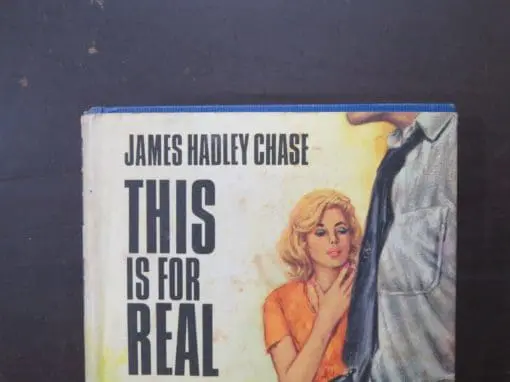 JAMES HADLEY CHASE
THIS
IS FOR
REAL